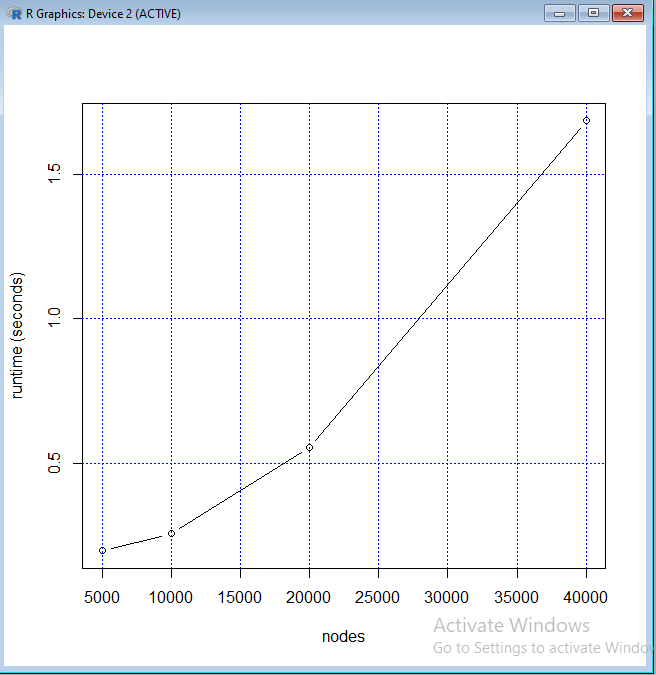 R Graphics: Device 2 (ACTIVE)
1.5
1.0
0.5
runtime (seconds)
5000 10000 15000 20000 25000 30000 35000 40000
nodes
Activate Windows
Go to Settings to activate Windo